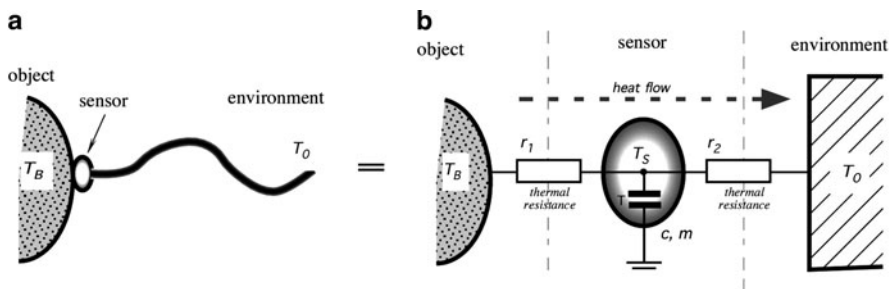 a
object
sensor
environment
T_B
T_0
=
b
object
sensor
environment
heat flow
r_1
T_S
r_2
T_B
T_0
thermal
resistance
T
thermal
resistance
c, m